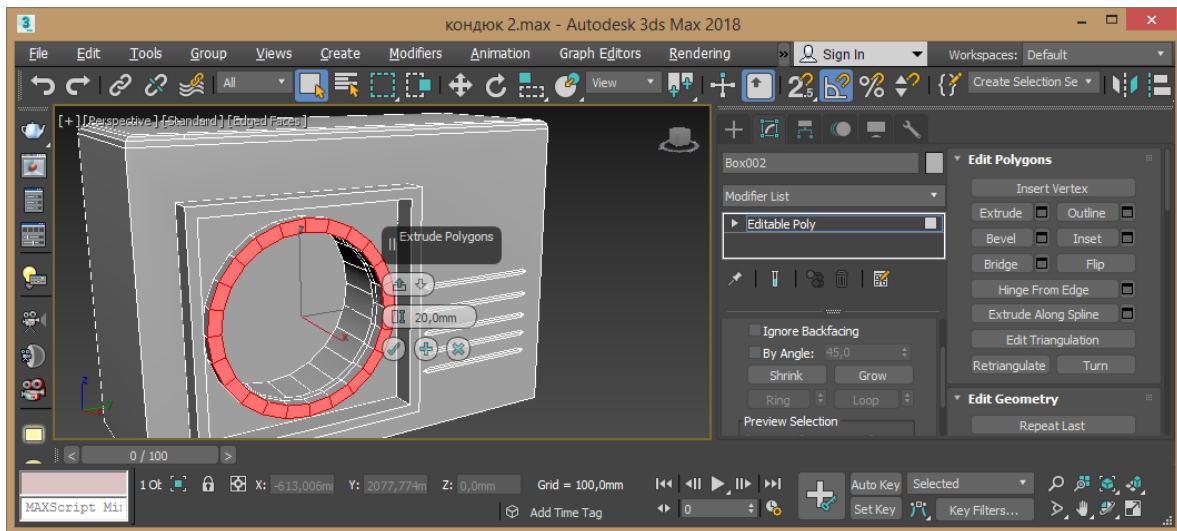 кондюк 2.max - Autodesk 3ds Max 2018
File Edit Tools Group Views Create Modifiers Animation Graph Editors Rendering » Sign In Workspaces: Default
All View 2.5 Create Selection Se
[+] [Perspective] [Standard] [Edged Faces]
Box002
Modifier List
Editable Poly
Extrude Polygons
20,0mm
z
x
Ignore Backfacing
By Angle: 45,0
Shrink Grow
Ring Loop
Preview Selection
Edit Polygons
Insert Vertex
Extrude Outline
Bevel Inset
Bridge Flip
Hinge From Edge
Extrude Along Spline
Edit Triangulation
Retriangulate Turn
Edit Geometry
Repeat Last
z
< 0 / 100 >
X: -613,006m Y: 2077,774m Z: 0,0mm Grid = 100,0mm Auto Key Selected
MAXScript Mi Add Time Tag 0 Set Key Key Filters...